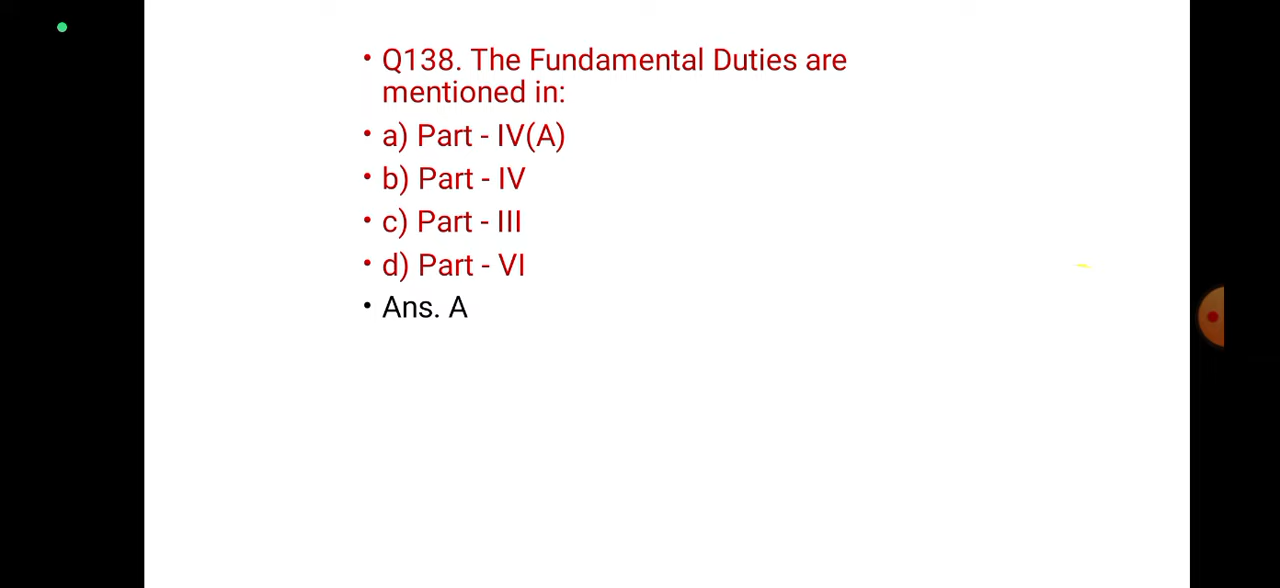 • Q138. The Fundamental Duties are
mentioned in:
• a) Part - IV(A)
• b) Part - IV
• c) Part - III
• d) Part - VI
• Ans. A